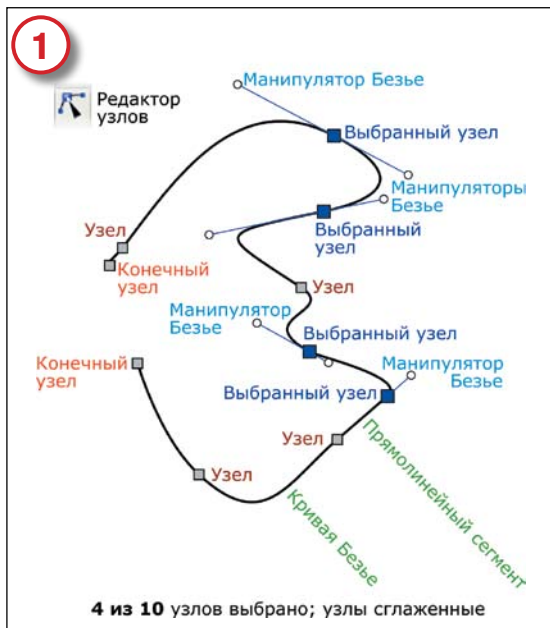 1
Манипулятор Безье
Редактор
узлов
Выбранный узел
Манипуляторы
Безье
Выбранный
узел
Узел
Конечный
узел
Узел
Манипулятор
Безье
Выбранный узел
Конечный
узел
Манипулятор
Безье
Выбранный узел
Узел
Прямолинейный сегмент
Узел
Кривая Безье
4 из 10 узлов выбрано; узлы сглаженные